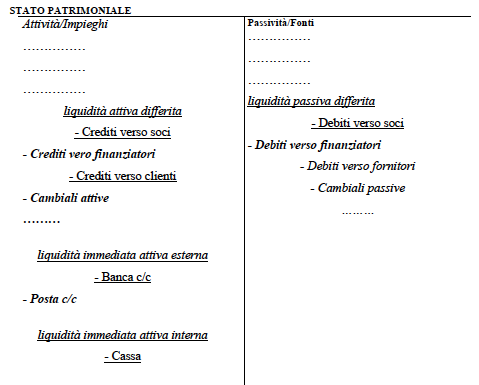 STATO PATRIMONIALE
Attività/Impieghi
……………
……………
……………
liquidità attiva differita
- Crediti verso soci
- Crediti vero finanziatori
- Crediti verso clienti
- Cambiali attive
………
liquidità immediata attiva esterna
- Banca c/c
- Posta c/c
liquidità immediata attiva interna
- Cassa
Passività/Fonti
……………
……………
……………
liquidità passiva differita
- Debiti verso soci
- Debiti verso finanziatori
- Debiti verso fornitori
- Cambiali passive
………